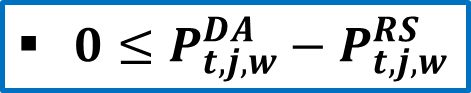 ▪ 0 ≤ P^{DA}_{t,j,w} − P^{RS}_{t,j,w}